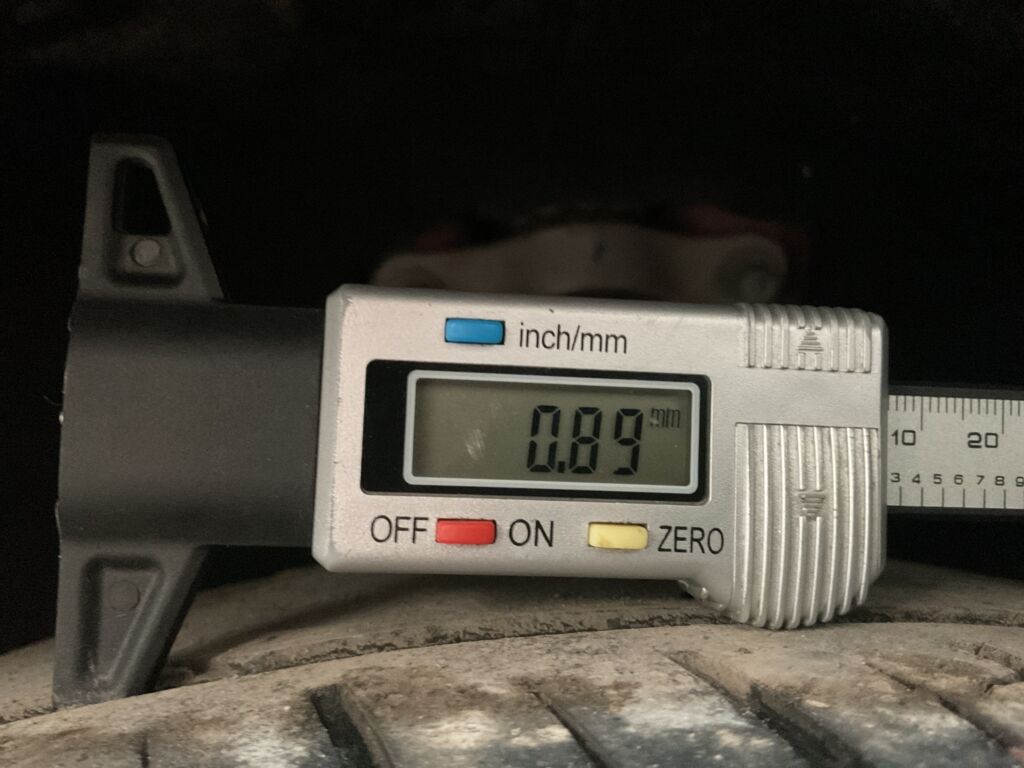 inch/mm
0.89 mm
OFF ON ZERO
10 20
3 4 5 6 7 8 9